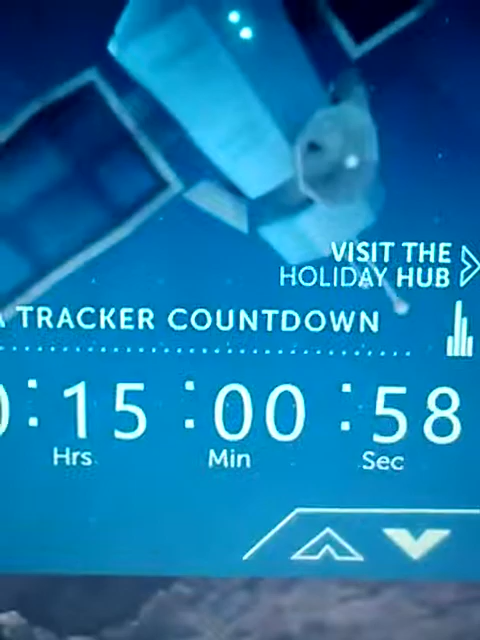 VISIT THE
HOLIDAY HUB
TRACKER COUNTDOWN
:15 :00 :58
Hrs Min Sec